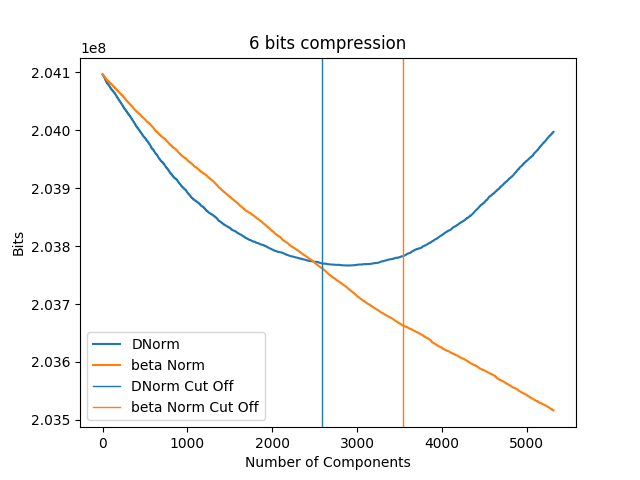 6 bits compression
1e8
2.041
2.040
2.039
2.038
2.037
2.036
2.035
Bits
DNorm
beta Norm
DNorm Cut Off
beta Norm Cut Off
0 1000 2000 3000 4000 5000
Number of Components